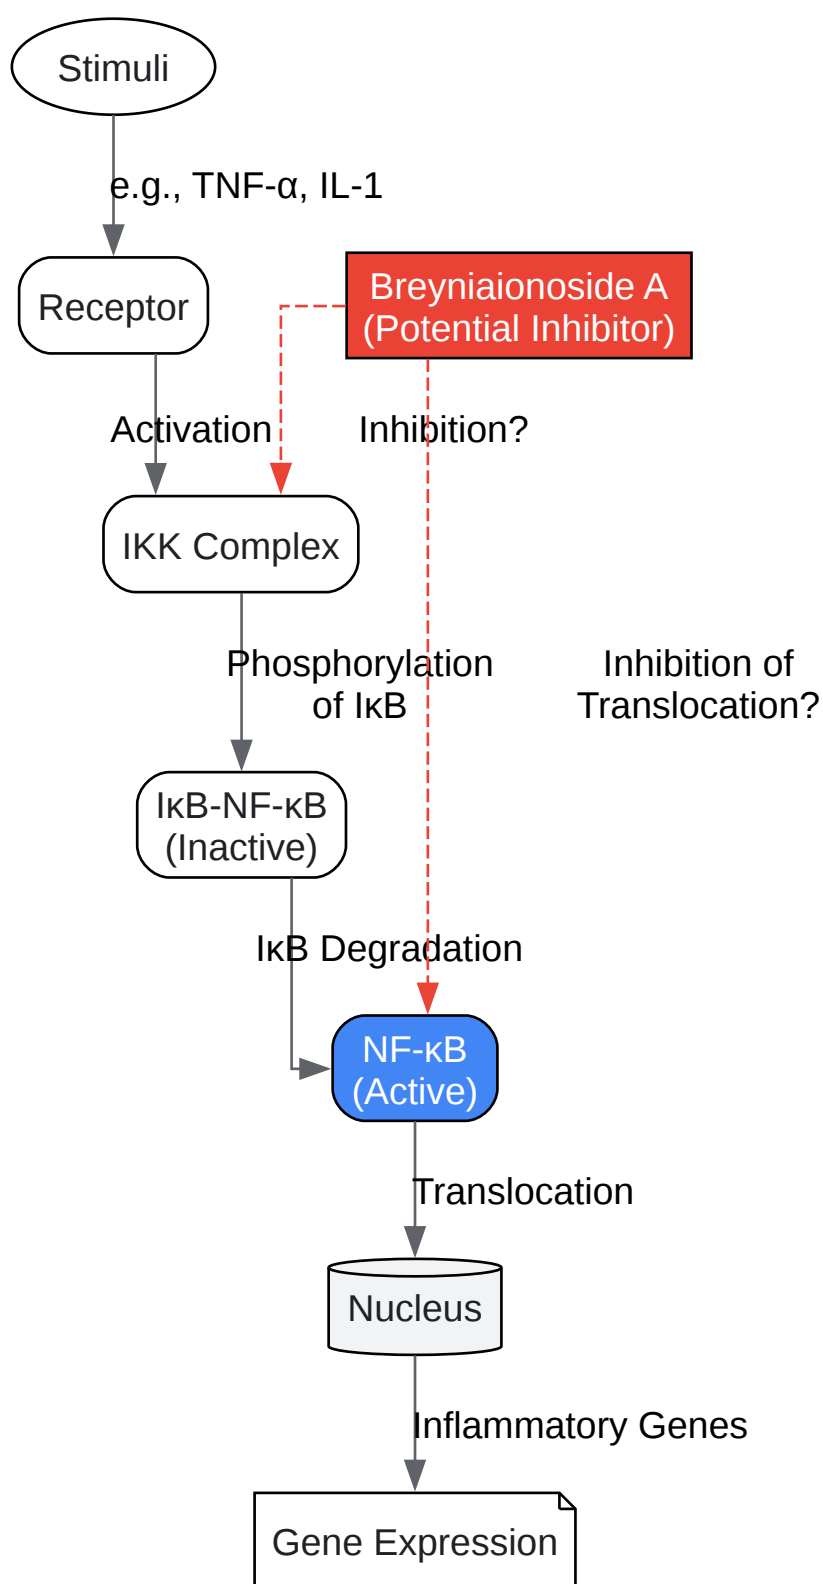 Stimuli
e.g., TNF-α, IL-1
Receptor
Breyniaionoside A
(Potential Inhibitor)
Activation
Inhibition?
IKK Complex
Phosphorylation
of IκB
Inhibition of
Translocation?
IκB-NF-κB
(Inactive)
IκB Degradation
NF-κB
(Active)
Translocation
Nucleus
Inflammatory Genes
Gene Expression